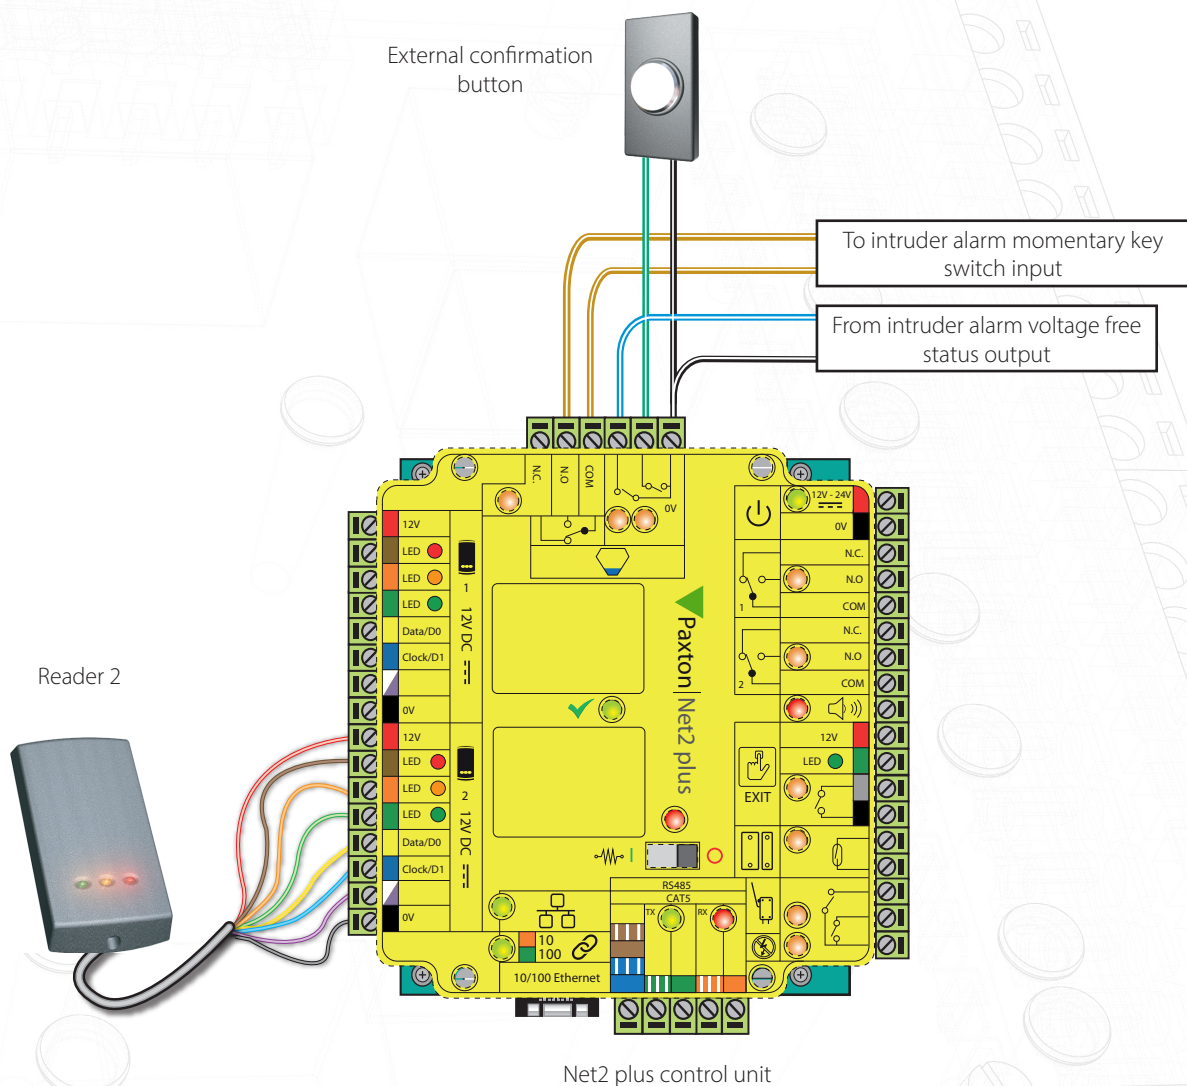 External confirmation
button
To intruder alarm momentary key
switch input
From intruder alarm voltage free
status output
N.C.
N.O
COM
0V
12V
LED
LED
LED
Data/D0
Clock/D1
0V
1
12V DC
12V
LED
LED
LED
Data/D0
Clock/D1
0V
2
12V DC
Reader 2
Paxton Net2 plus
12V - 24V
0V
N.C.
N.O
COM
1
N.C.
N.O
COM
2
12V
LED
EXIT
RS485
CAT5
TX
RX
10
100
10/100 Ethernet
Net2 plus control unit